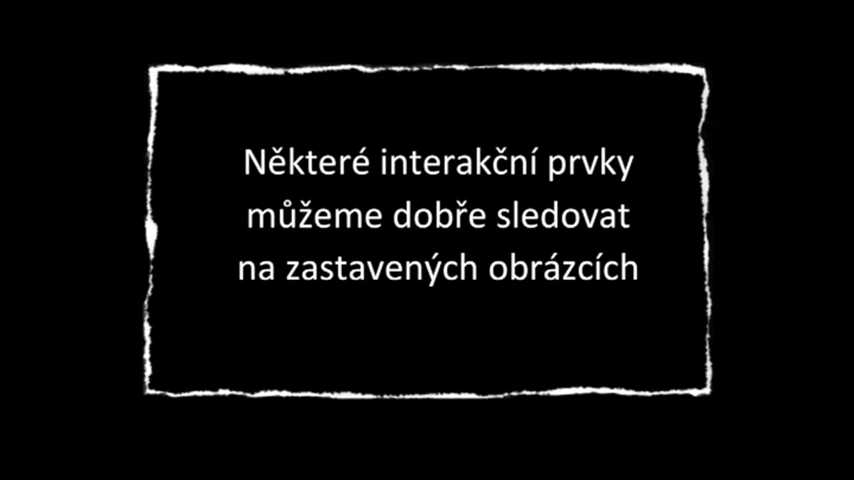 Některé interakční prvky
můžeme dobře sledovat
na zastavených obrázcích